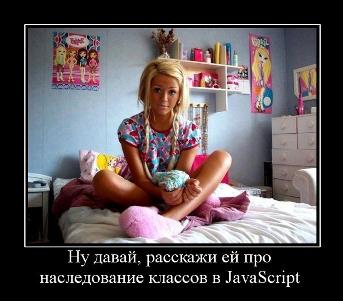 Ну давай, расскажи ей про
наследование классов в JavaScript